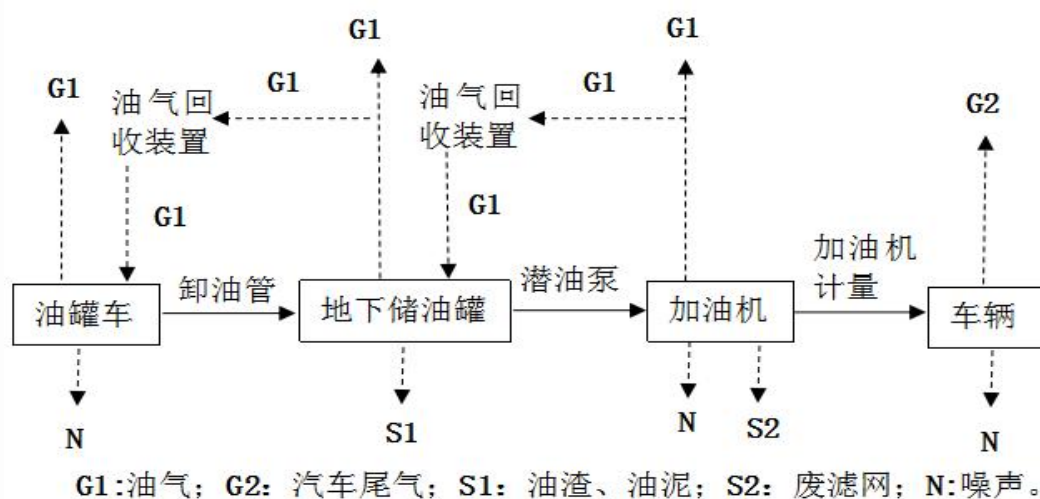 G1
G1
G1
G1
G1
油气回
收装置
油气回
收装置
G2
G1
G1
油罐车
卸油管
地下储油罐
潜油泵
加油机
加油机
计量
车辆
N
S1
N
S2
N
G1:油气；G2：汽车尾气；S1：油渣、油泥；S2：废滤网；N:噪声。